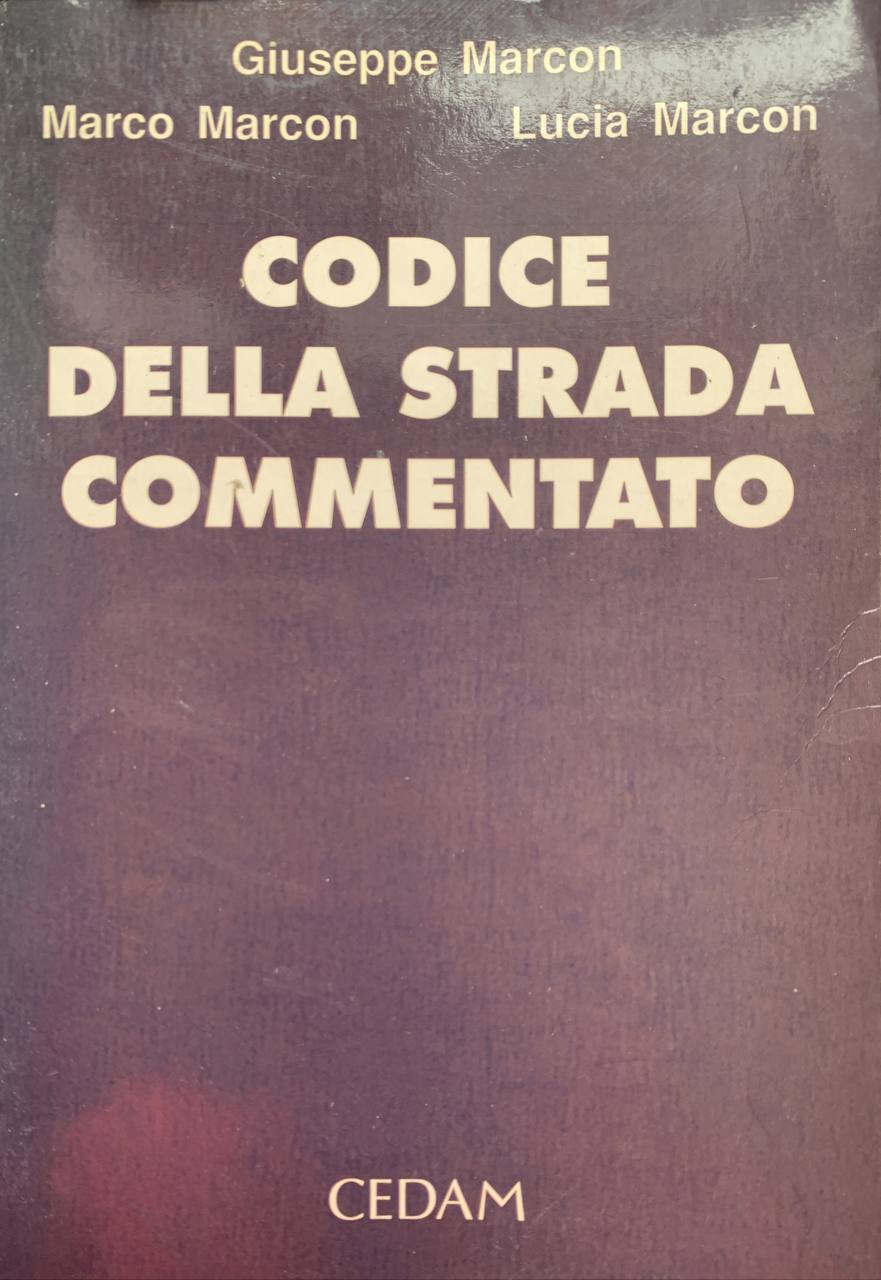 Giuseppe Marcon
Marco Marcon Lucia Marcon
CODICE
DELLA STRADA
COMMENTATO
CEDAM